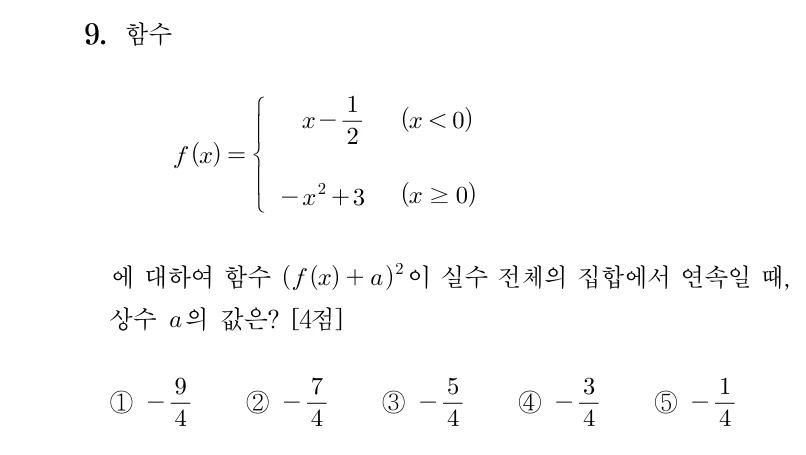 9. 함수
f(x) = { x - 1/2 (x < 0)
-x² + 3 (x ≥ 0)
에 대하여 함수 (f(x) + a)²이 실수 전체의 집합에서 연속일 때,
상수 a의 값은? [4점]
① -9/4 ② -7/4 ③ -5/4 ④ -3/4 ⑤ -1/4